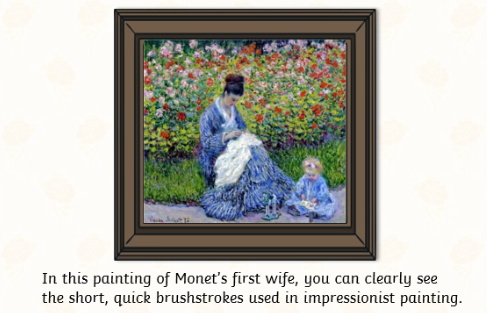 In this painting of Monet's first wife, you can clearly see
the short, quick brushstrokes used in impressionist painting.